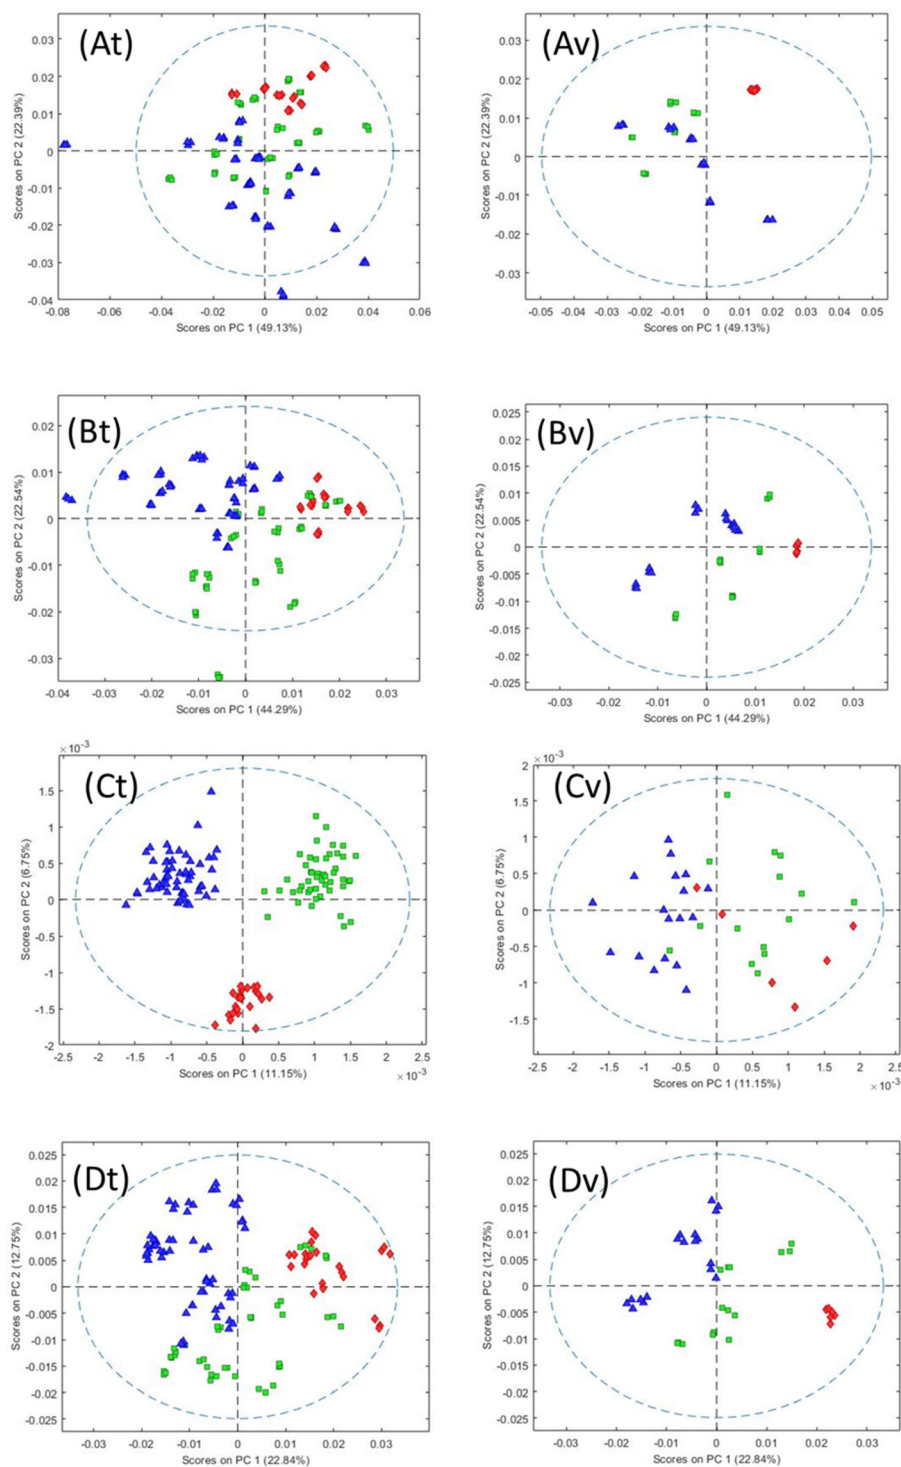 (At)
0.03
0.02
0.01
0
-0.01
-0.02
-0.03
-0.04
Scores on PC 2 (22.39%)
-0.08 -0.06 -0.04 -0.02 0 0.02 0.04 0.06
Scores on PC 1 (49.13%)
(Av)
0.03
0.02
0.01
0
-0.01
-0.02
-0.03
Scores on PC 2 (22.39%)
-0.05 -0.04 -0.03 -0.02 -0.01 0 0.01 0.02 0.03 0.04 0.05
Scores on PC 1 (49.13%)
(Bt)
0.02
0.01
0
-0.01
-0.02
-0.03
Scores on PC 2 (22.54%)
-0.04 -0.03 -0.02 -0.01 0 0.01 0.02 0.03
Scores on PC 1 (44.29%)
(Bv)
0.025
0.02
0.015
0.010
0.005
0
-0.005
-0.01
-0.015
-0.02
-0.025
Scores on PC 2 (22.54%)
-0.03 -0.02 -0.01 0 0.01 0.02 0.03
Scores on PC 1 (44.29%)
× 10⁻³
(Ct)
1.5
1
0.5
0
-0.5
-1
-1.5
-2
Scores on PC 2 (6.75%)
-2.5 -2 -1.5 -1 -0.5 0 0.5 1 1.5 2 2.5
Scores on PC 1 (11.15%)
× 10⁻³
2 × 10⁻³
(Cv)
1.5
1
0.5
0
-0.5
-1
-1.5
Scores on PC 2 (6.75%)
-2.5 -2 -1.5 -1 -0.5 0 0.5 1 1.5 2 2.5
Scores on PC 1 (11.15%)
× 10⁻³
(Dt)
0.025
0.02
0.015
0.01
0.005
0
-0.005
-0.01
-0.015
-0.02
-0.025
Scores on PC 2 (12.75%)
-0.03 -0.02 -0.01 0 0.01 0.02 0.03
Scores on PC 1 (22.84%)
(Dv)
0.025
0.02
0.015
0.01
0.005
0
-0.005
-0.01
-0.015
-0.02
-0.025
Scores on PC 2 (12.75%)
-0.03 -0.02 -0.01 0 0.01 0.02 0.03
Scores on PC 1 (22.84%)